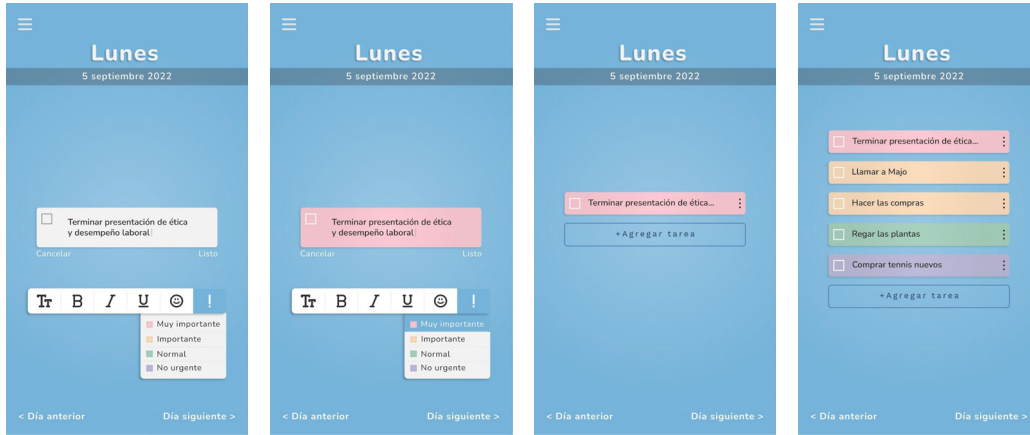 Lunes
5 septiembre 2022
Terminar presentación de ética
y desempeño laboral
Cancelar
Listo
Tт B I U !
Muy importante
Importante
Normal
No urgente
< Día anterior
Día siguiente >
Lunes
5 septiembre 2022
Terminar presentación de ética
y desempeño laboral
Cancelar
Listo
Tт B I U !
Muy importante
Importante
Normal
No urgente
< Día anterior
Día siguiente >
Lunes
5 septiembre 2022
Terminar presentación de ética...
+Agregar tarea
< Día anterior
Día siguiente >
Lunes
5 septiembre 2022
Terminar presentación de ética...
Llamar a Majo
Hacer las compras
Regar las plantas
Comprar tennis nuevos
+Agregar tarea
< Día anterior
Día siguiente >